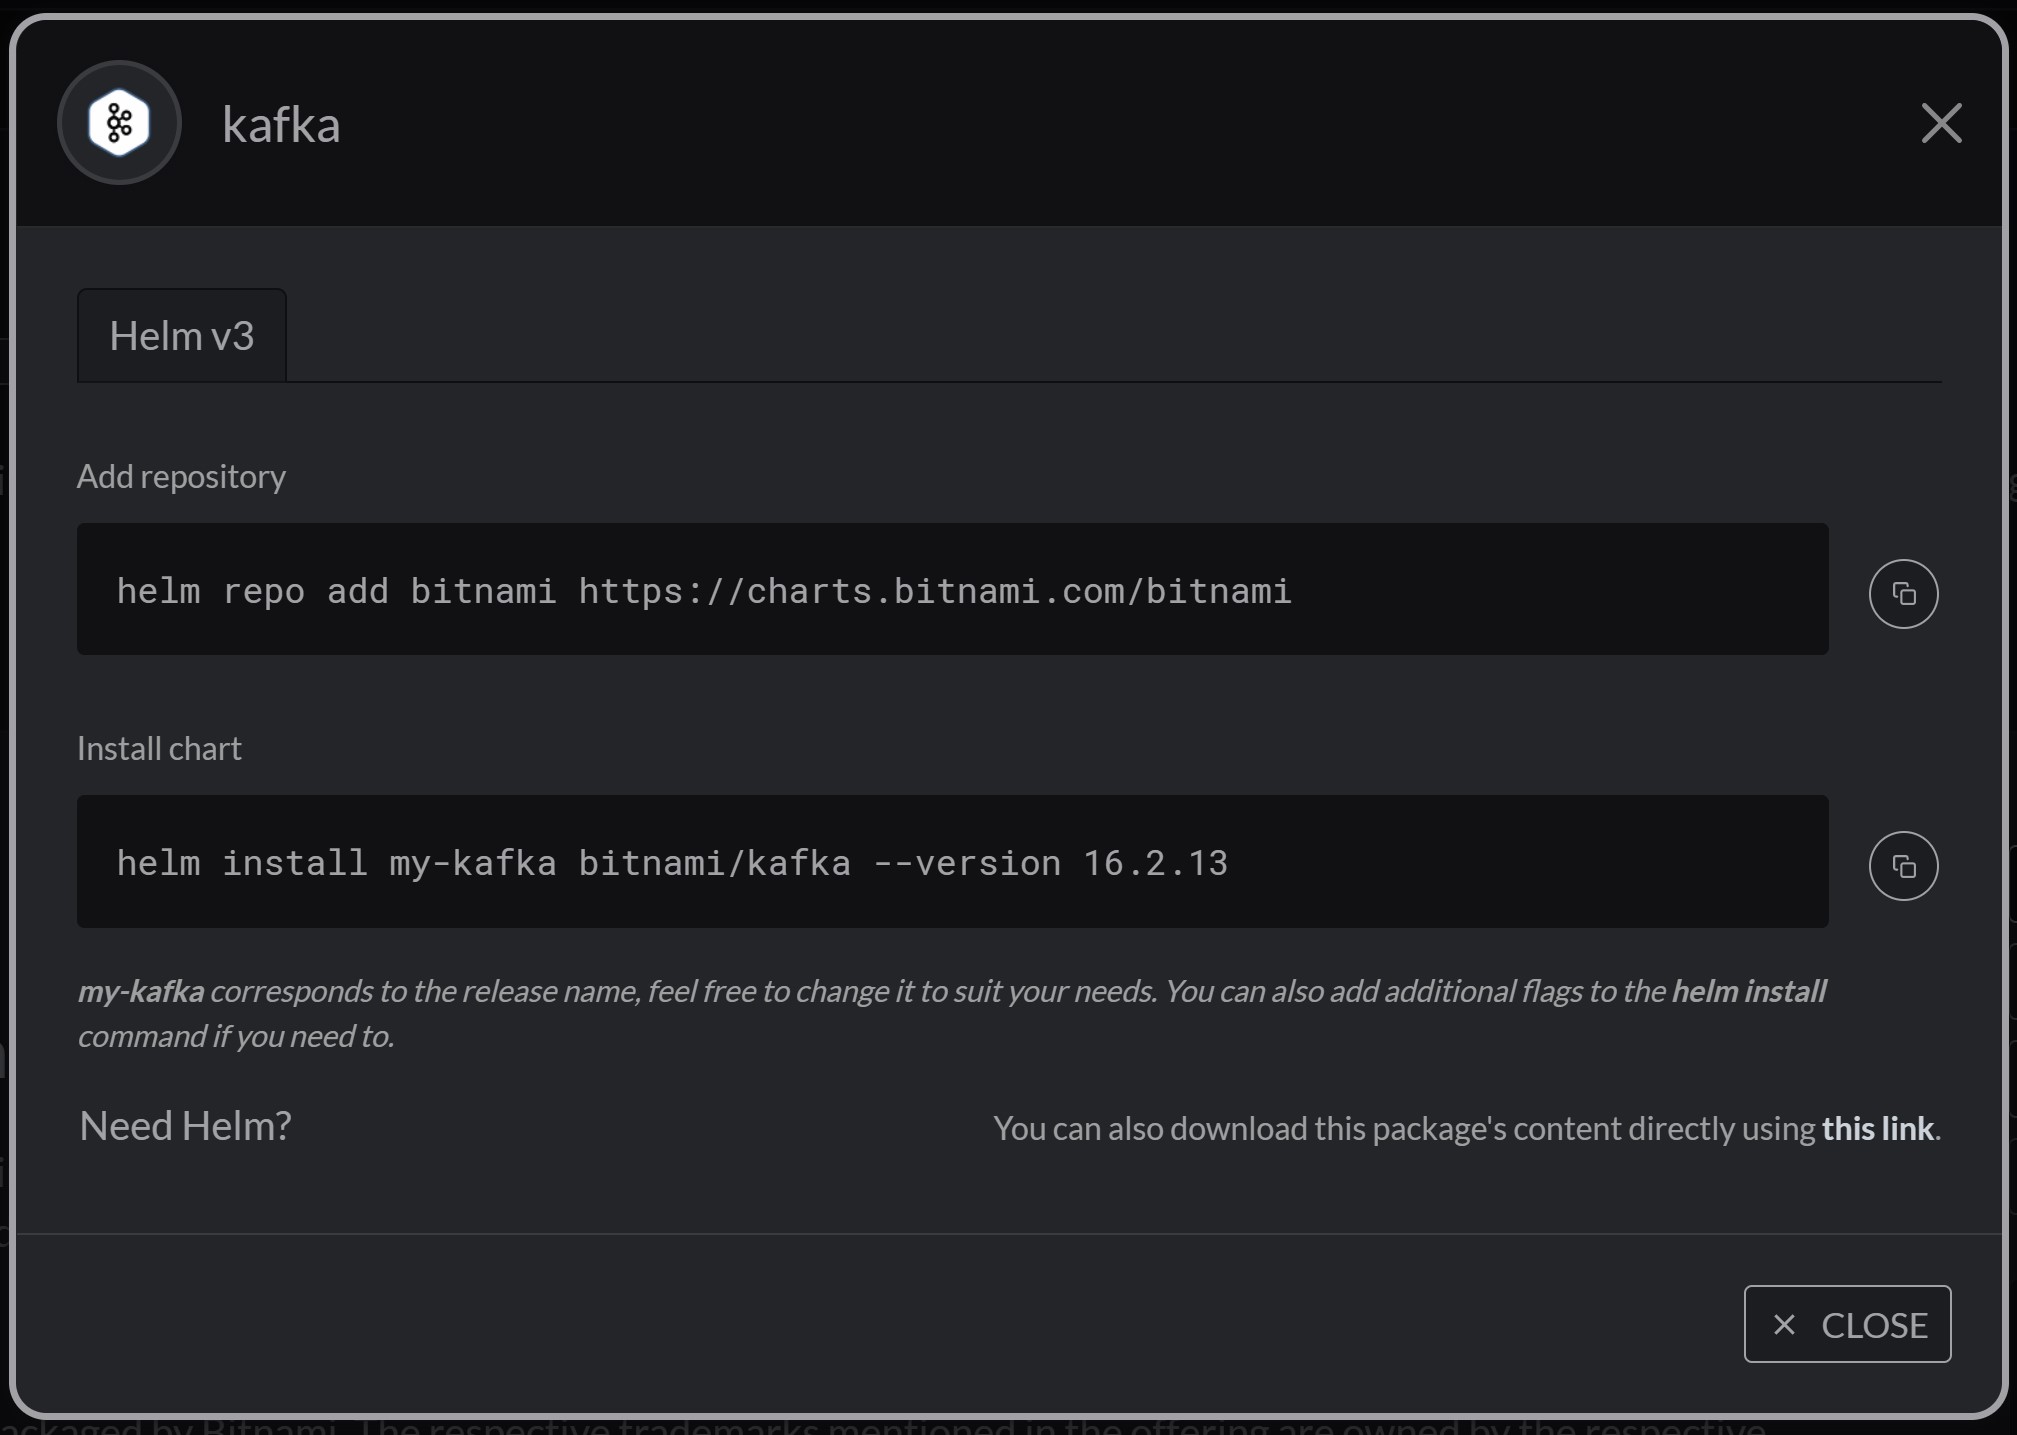 kafka
Helm v3
Add repository
helm repo add bitnami https://charts.bitnami.com/bitnami
Install chart
helm install my-kafka bitnami/kafka --version 16.2.13
my-kafka corresponds to the release name, feel free to change it to suit your needs. You can also add additional flags to the helm install
command if you need to.
Need Helm?
You can also download this package's content directly using this link.
CLOSE
ackaged by Bitnami. The respective trademarks mentioned in the offering are owned by the respective